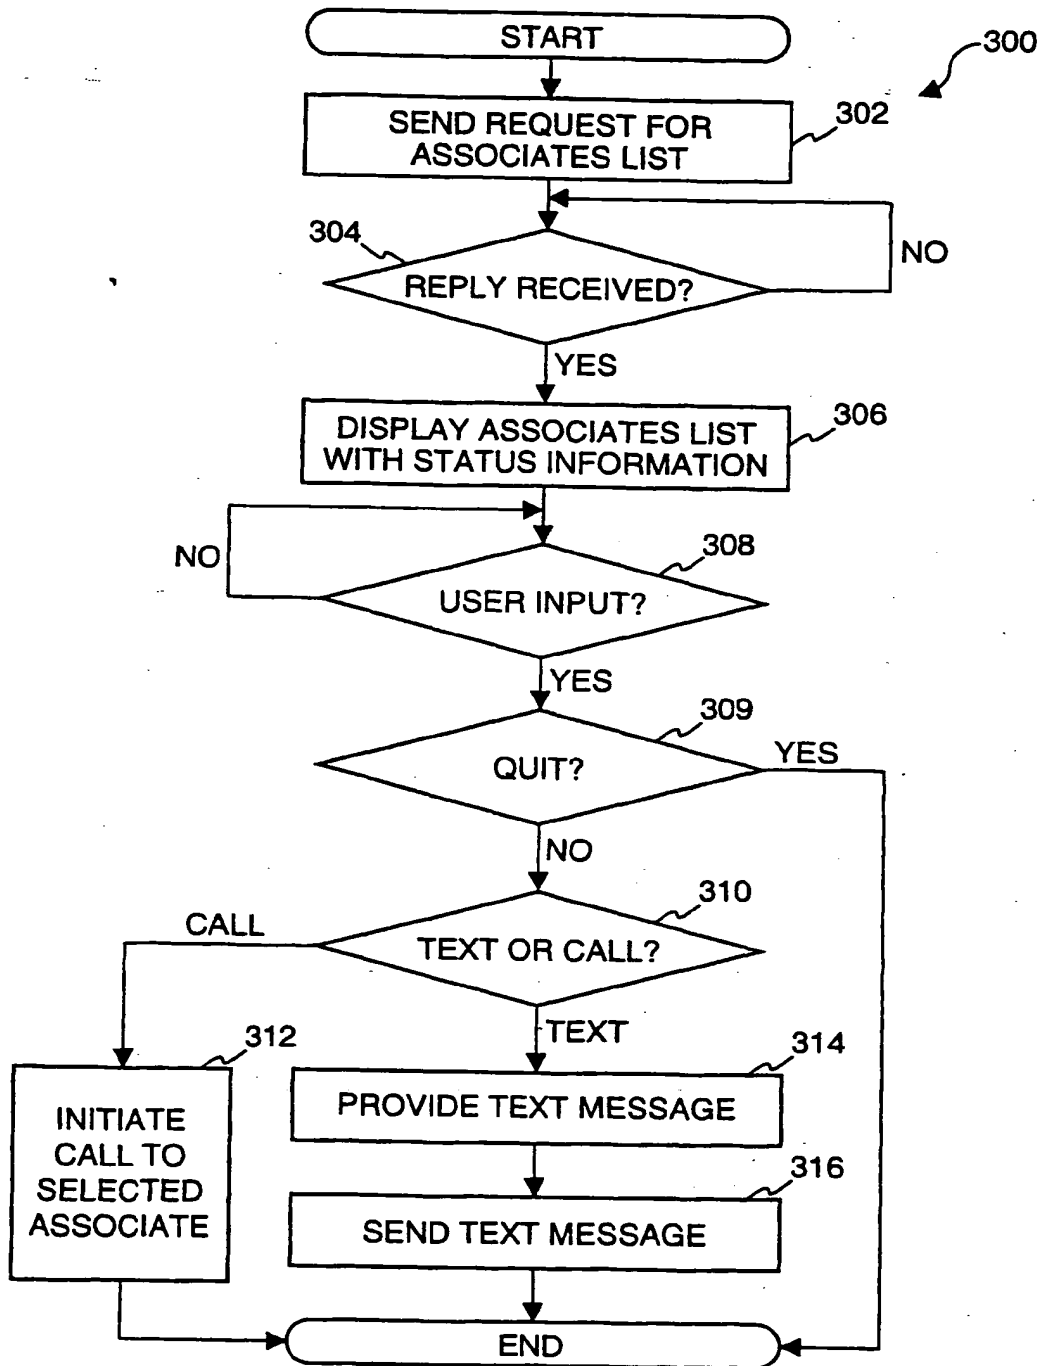 START
300
302
SEND REQUEST FOR
ASSOCIATES LIST
304
NO
REPLY RECEIVED?
YES
306
DISPLAY ASSOCIATES LIST
WITH STATUS INFORMATION
308
NO
USER INPUT?
YES
309
YES
QUIT?
NO
310
CALL
TEXT OR CALL?
TEXT
312
314
PROVIDE TEXT MESSAGE
INITIATE
CALL TO
SELECTED
ASSOCIATE
316
SEND TEXT MESSAGE
END